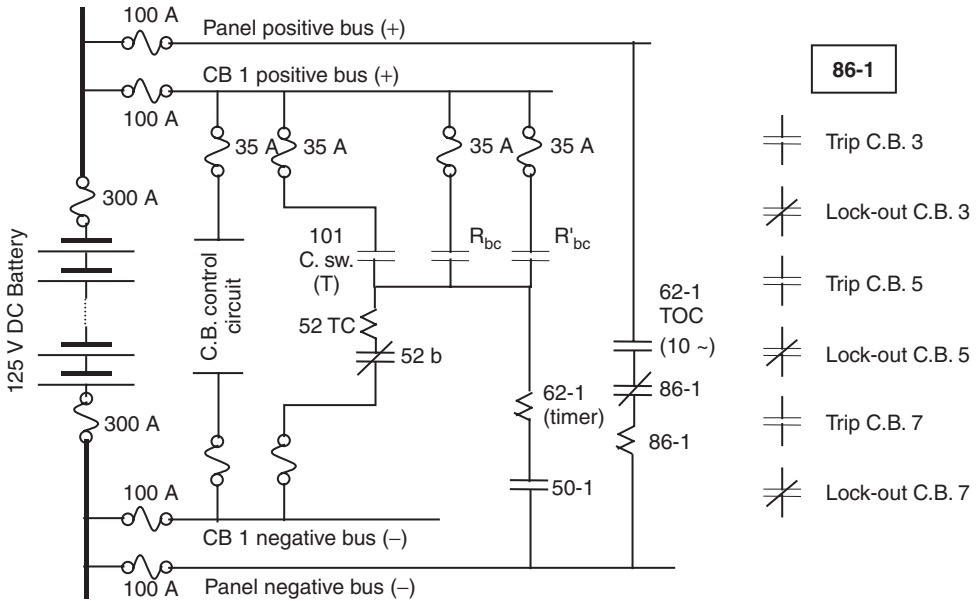 100 A
Panel positive bus (+)
CB 1 positive bus (+)
100 A
35 A
35 A
35 A
35 A
300 A
125 V DC Battery
C.B. control
circuit
101
C. sw.
(T)
R_bc
R'_bc
52 TC
52 b
62-1
TOC
(10 ~)
86-1
86-1
62-1
(timer)
50-1
300 A
100 A
CB 1 negative bus (−)
100 A
Panel negative bus (−)
86-1
Trip C.B. 3
Lock-out C.B. 3
Trip C.B. 5
Lock-out C.B. 5
Trip C.B. 7
Lock-out C.B. 7